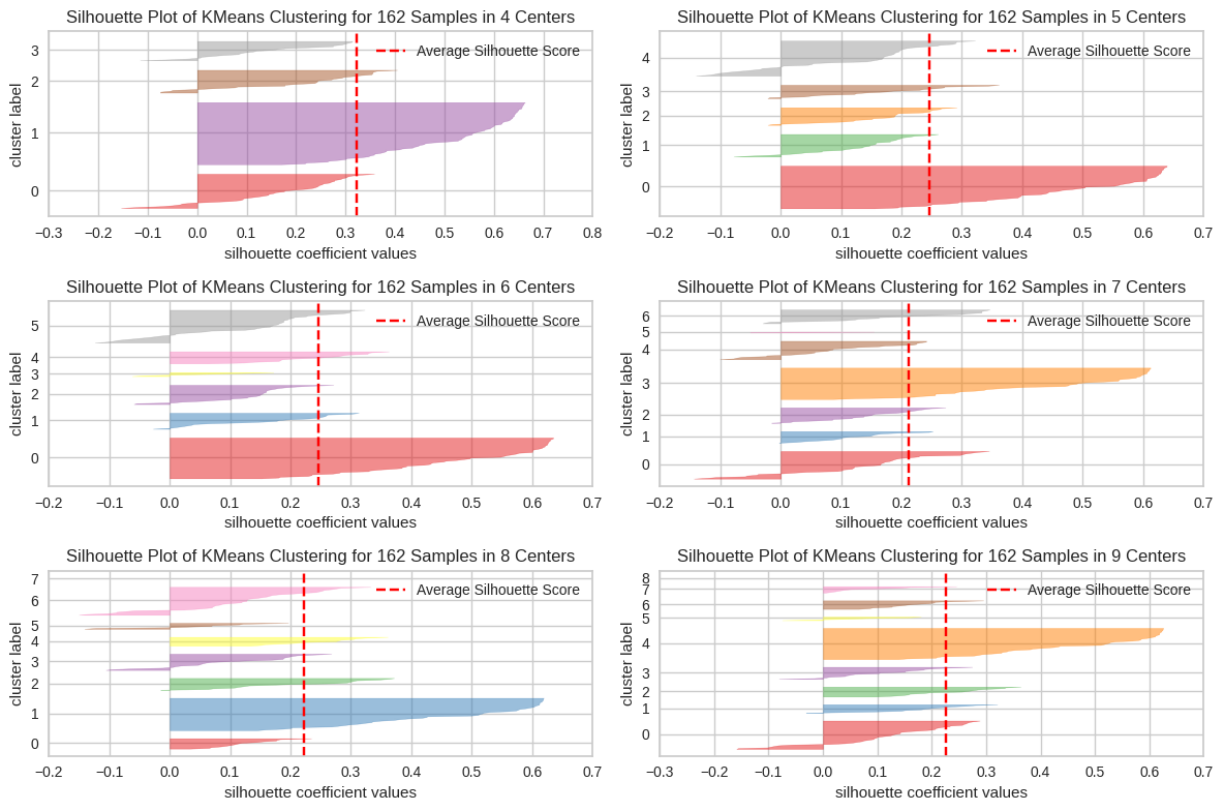 Silhouette Plot of KMeans Clustering for 162 Samples in 4 Centers
Average Silhouette Score
cluster label
3
2
1
0
−0.3 −0.2 −0.1 0.0 0.1 0.2 0.3 0.4 0.5 0.6 0.7 0.8
silhouette coefficient values
Silhouette Plot of KMeans Clustering for 162 Samples in 5 Centers
Average Silhouette Score
cluster label
4
3
2
1
0
−0.2 −0.1 0.0 0.1 0.2 0.3 0.4 0.5 0.6 0.7
silhouette coefficient values
Silhouette Plot of KMeans Clustering for 162 Samples in 6 Centers
Average Silhouette Score
cluster label
5
4
3
2
1
0
−0.2 −0.1 0.0 0.1 0.2 0.3 0.4 0.5 0.6 0.7
silhouette coefficient values
Silhouette Plot of KMeans Clustering for 162 Samples in 7 Centers
Average Silhouette Score
cluster label
6
5
4
3
2
1
0
−0.2 −0.1 0.0 0.1 0.2 0.3 0.4 0.5 0.6 0.7
silhouette coefficient values
Silhouette Plot of KMeans Clustering for 162 Samples in 8 Centers
Average Silhouette Score
cluster label
7
6
5
4
3
2
1
0
−0.2 −0.1 0.0 0.1 0.2 0.3 0.4 0.5 0.6 0.7
silhouette coefficient values
Silhouette Plot of KMeans Clustering for 162 Samples in 9 Centers
Average Silhouette Score
cluster label
8
7
6
5
4
3
2
1
0
−0.3 −0.2 −0.1 0.0 0.1 0.2 0.3 0.4 0.5 0.6 0.7
silhouette coefficient values